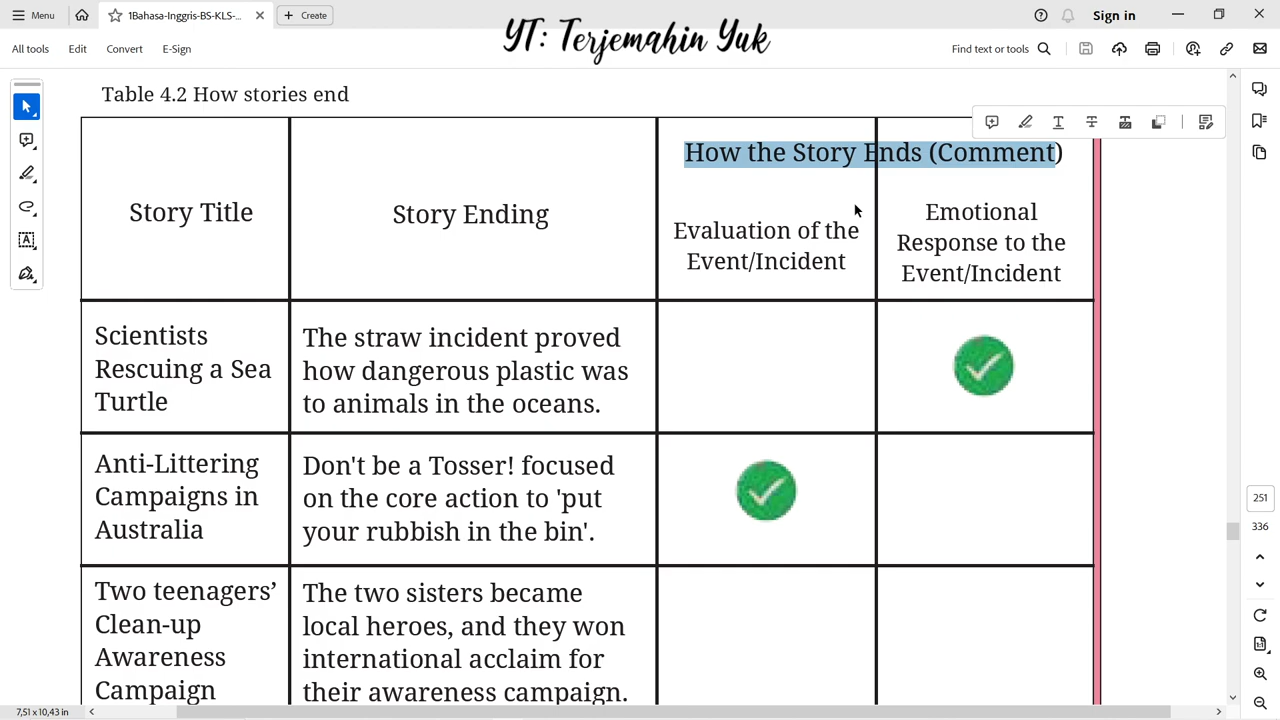 Menu
1Bahasa-Inggris-BS-KLS-...
Create
Sign in
All tools
Edit
Convert
E-Sign
YT: Terjemahin Yuk
Find text or tools
Table 4.2 How stories end
Story Title
Story Ending
How the Story Ends (Comment)
Evaluation of the
Event/Incident
Emotional
Response to the
Event/Incident
Scientists
Rescuing a Sea
Turtle
The straw incident proved
how dangerous plastic was
to animals in the oceans.
Anti-Littering
Campaigns in
Australia
Don't be a Tosser! focused
on the core action to 'put
your rubbish in the bin'.
Two teenagers’
Clean-up
Awareness
Campaign
The two sisters became
local heroes, and they won
international acclaim for
their awareness campaign.
251
336
7,51 x 10,43 in